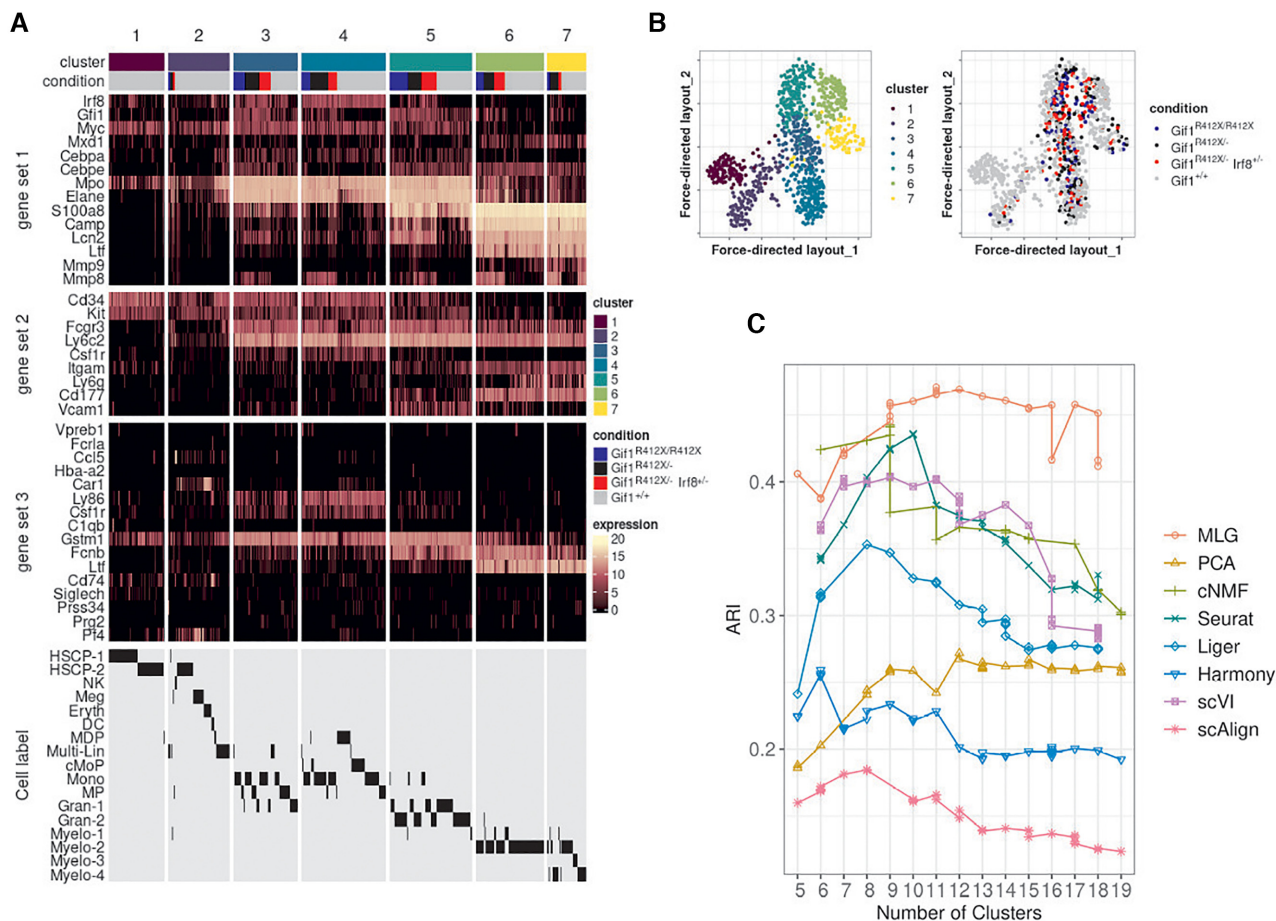 A
1 2 3 4 5 6 7
cluster
condition
gene set 1
Irf8
Gfi1
Myc
Mxd1
Cebpa
Cebpe
Mpo
Elane
S100a8
Camp
Lcn2
Ltf
Mmp9
Mmp8
gene set 2
Cd34
Kit
Fcgr3
Ly6c2
Csf1r
Itgam
Ly6g
Cd177
Vcam1
gene set 3
Vpreb1
Fcrla
Ccl5
Hba-a2
Car1
Ly86
Csf1r
C1qb
Gstm1
Fcnb
Ltf
Cd74
Siglech
Prss34
Prg2
Pf4
Cell label
HSCP-1
HSCP-2
NK
Meg
Eryth
DC
MDP
Multi-Lin
cMoP
Mono
MP
Gran-1
Gran-2
Myelo-1
Myelo-2
Myelo-3
Myelo-4
cluster
1
2
3
4
5
6
7
condition
Gif1R412X/R412X
Gif1R412X/-
Gif1R412X/- Irf8+/-
Gif1+/+
expression
20
15
10
5
0
B
Force-directed layout_2
Force-directed layout_1
cluster
1
2
3
4
5
6
7
Force-directed layout_2
Force-directed layout_1
condition
Gif1R412X/R412X
Gif1R412X/-
Gif1R412X/- Irf8+/-
Gif1+/+
C
ARI
0.4
0.3
0.2
5 6 7 8 9 10 11 12 13 14 15 16 17 18 19
Number of Clusters
MLG
PCA
cNMF
Seurat
Liger
Harmony
scVI
scAlign